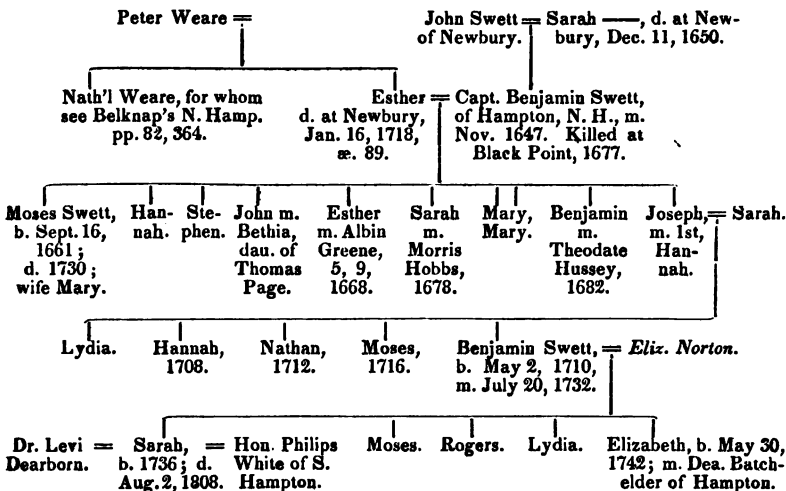 Peter Weare =
John Swett = Sarah ——, d. at New-
of Newbury. bury, Dec. 11, 1650.
Nath'l Weare, for whom
see Belknap's N. Hamp.
pp. 82, 364.
Esther =
d. at Newbury,
Jan. 16, 1718,
æ. 89.
Capt. Benjamin Swett,
of Hampton, N. H., m.
Nov. 1647. Killed at
Black Point, 1677.
Moses Swett,
b. Sept. 16,
1661;
d. 1730;
wife Mary.
Han-
nah.
Ste-
phen.
John m.
Bethia,
dau. of
Thomas
Page.
Esther
m. Albin
Greene,
5, 9,
1668.
Sarah
m.
Morris
Hobbs,
1678.
Mary,
Mary.
Benjamin
m.
Theodate
Hussey,
1682.
Joseph, = Sarah.
m. 1st,
Han-
nah.
Lydia.
Hannah,
1708.
Nathan,
1712.
Moses,
1716.
Benjamin Swett, = Eliz. Norton.
b. May 2, 1710,
m. July 20, 1732.
Dr. Levi =
Dearborn.
Sarah, =
b. 1736; d.
Aug. 2, 1808.
Hon. Philips
White of S.
Hampton.
Moses.
Rogers.
Lydia.
Elizabeth, b. May 30,
1742; m. Dea. Batch-
elder of Hampton.